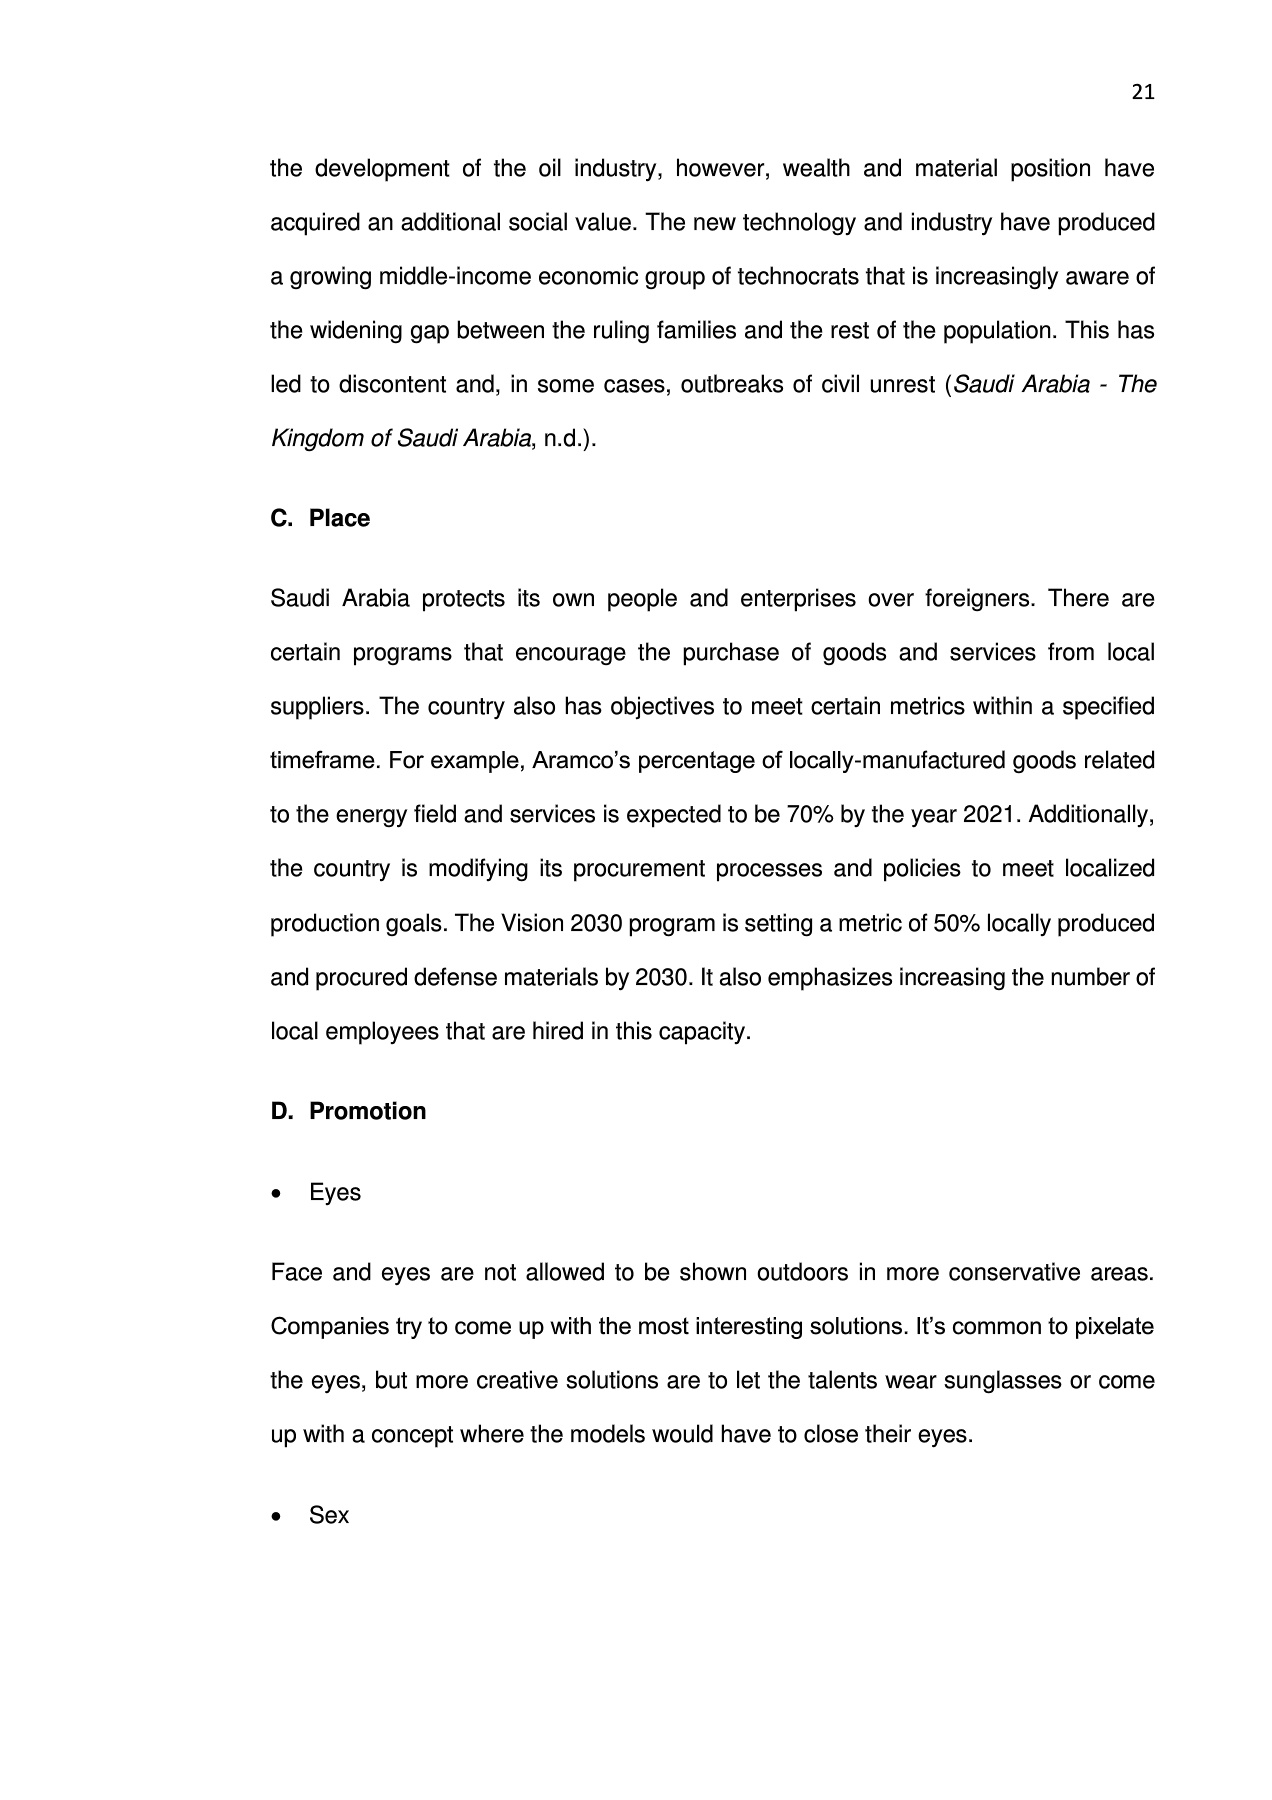 21
the development of the oil industry, however, wealth and material position have
acquired an additional social value. The new technology and industry have produced
a growing middle-income economic group of technocrats that is increasingly aware of
the widening gap between the ruling families and the rest of the population. This has
led to discontent and, in some cases, outbreaks of civil unrest (Saudi Arabia - The
Kingdom of Saudi Arabia, n.d.).
C. Place
Saudi Arabia protects its own people and enterprises over foreigners. There are
certain programs that encourage the purchase of goods and services from local
suppliers. The country also has objectives to meet certain metrics within a specified
timeframe. For example, Aramco’s percentage of locally-manufactured goods related
to the energy field and services is expected to be 70% by the year 2021. Additionally,
the country is modifying its procurement processes and policies to meet localized
production goals. The Vision 2030 program is setting a metric of 50% locally produced
and procured defense materials by 2030. It also emphasizes increasing the number of
local employees that are hired in this capacity.
D. Promotion
• Eyes
Face and eyes are not allowed to be shown outdoors in more conservative areas.
Companies try to come up with the most interesting solutions. It’s common to pixelate
the eyes, but more creative solutions are to let the talents wear sunglasses or come
up with a concept where the models would have to close their eyes.
• Sex